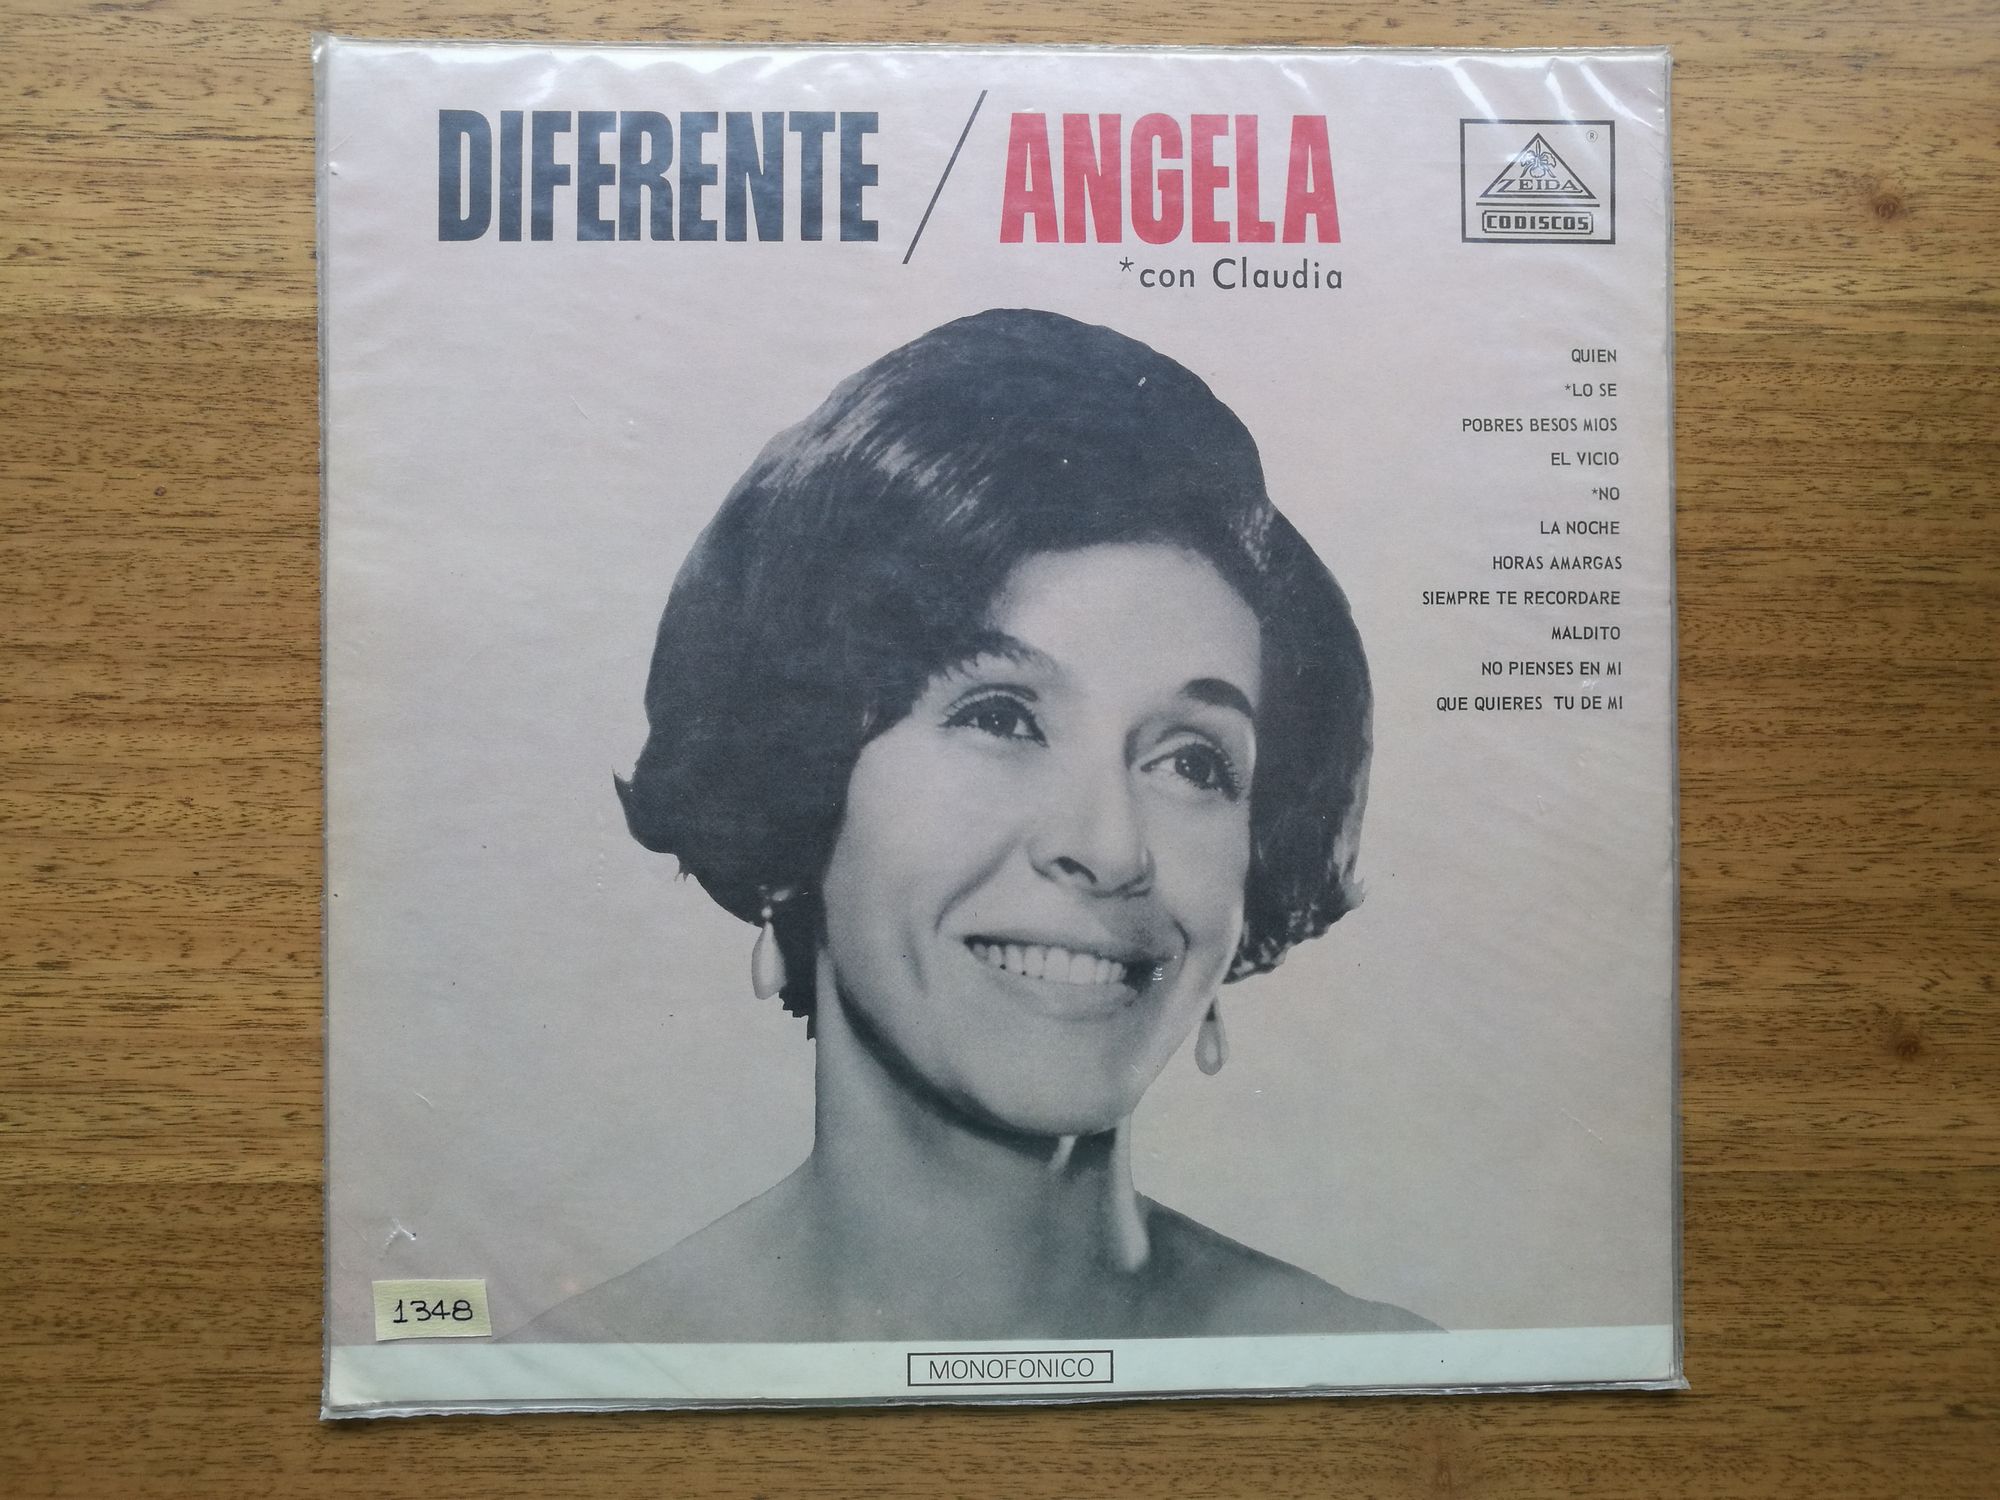 DIFERENTE / ANGELA
*con Claudia
ZEIDA ®
CODISCOS
QUIEN
*LO SE
POBRES BESOS MIOS
EL VICIO
*NO
LA NOCHE
HORAS AMARGAS
SIEMPRE TE RECORDARE
MALDITO
NO PIENSES EN MI
QUE QUIERES TU DE MI
1348
MONOFONICO